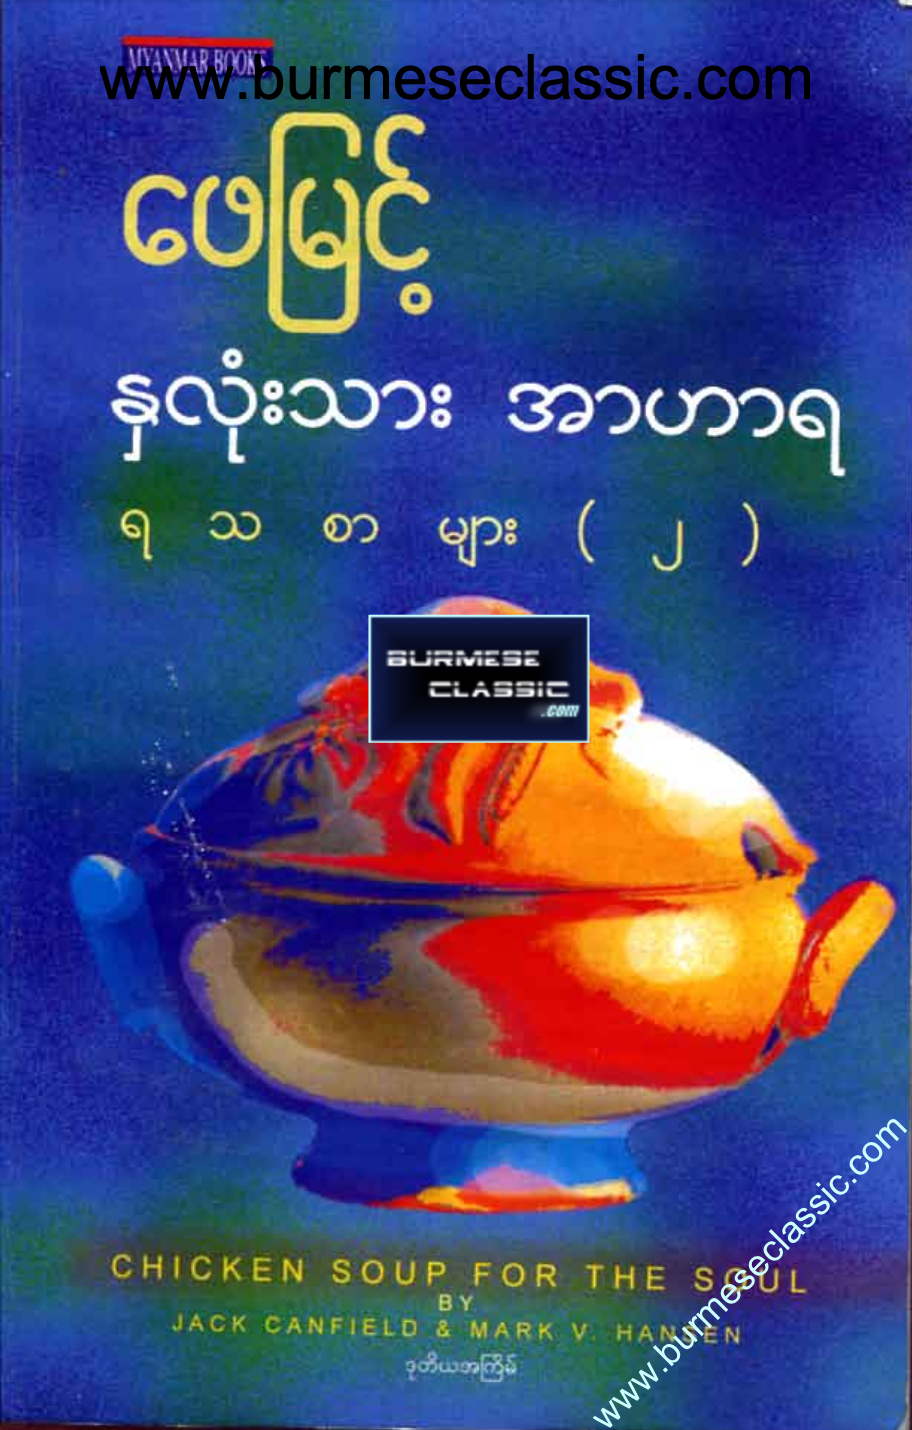 MYANMAR BOOKS
www.burmeseclassic.com
ဖေမြင့်
နှလုံးသား အာဟာရ
ရသစာများ (၂)
BURMESE
CLASSIC
.com
CHICKEN SOUP FOR THE SOUL
BY
JACK CANFIELD & MARK V. HANSEN
ဒုတိယအကြိမ်
www.burmeseclassic.com